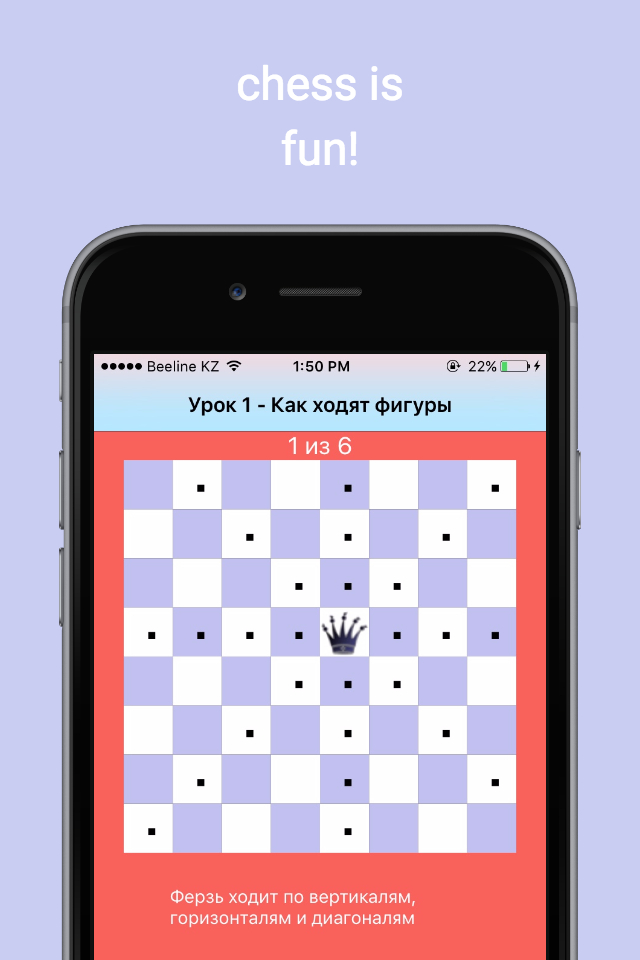 chess is
fun!
Beeline KZ 1:50 PM 22%
Урок 1 - Как ходят фигуры
1 из 6
Ферзь ходит по вертикалям,
горизонталям и диагоналям